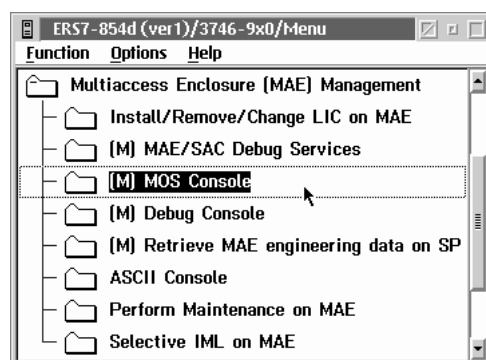 ERS7-854d (ver1)/3746-9x0/Menu
Function Options Help
Multiaccess Enclosure (MAE) Management
Install/Remove/Change LIC on MAE
(M) MAE/SAC Debug Services
(M) MOS Console
(M) Debug Console
(M) Retrieve MAE engineering data on SP
ASCII Console
Perform Maintenance on MAE
Selective IML on MAE